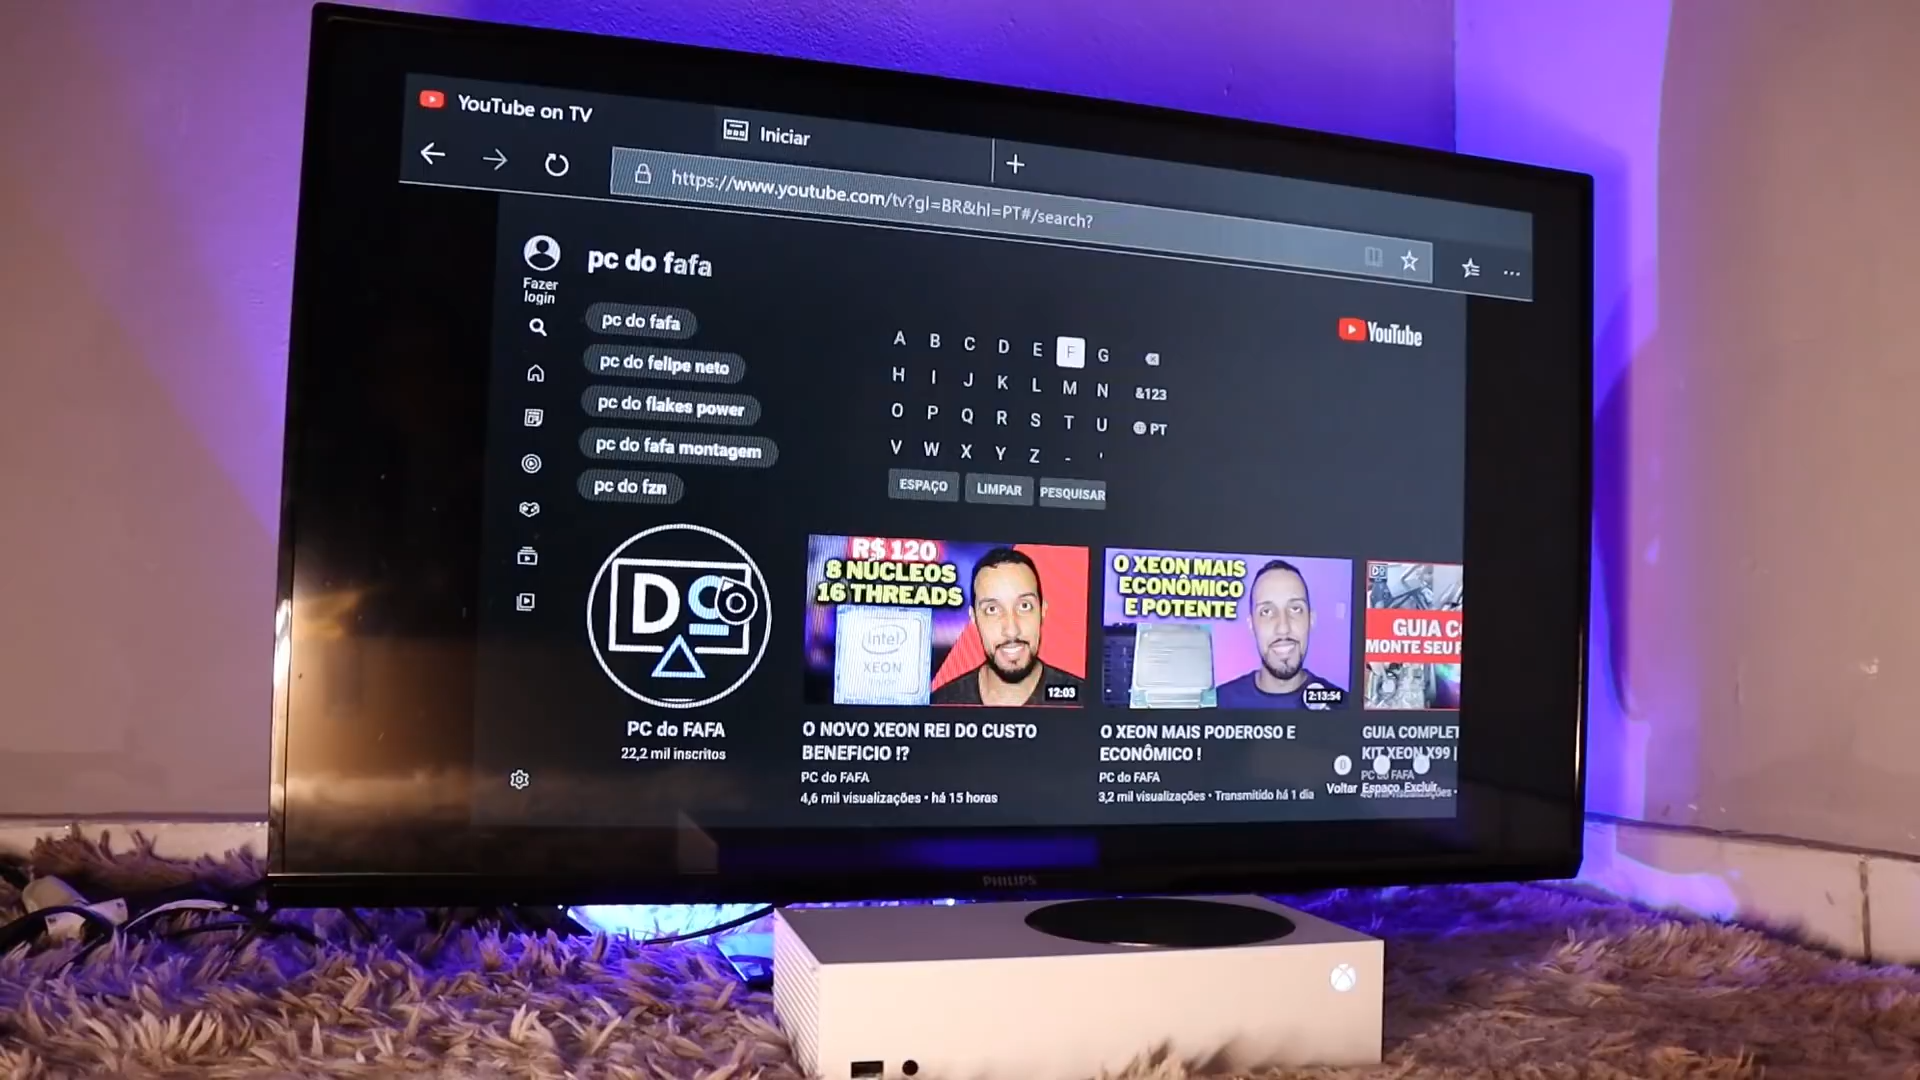 YouTube on TV
Iniciar
https://www.youtube.com/tv?gl=BR&hl=PT#/search?
Fazer
login
pc do fafa
pc do fafa
pc do felipe neto
pc do flakes power
pc do fafa montagem
pc do fzn
A B C D E F G
H I J K L M N &123
O P Q R S T U PT
V W X Y Z - '
ESPAÇO LIMPAR PESQUISAR
YouTube
PC do FAFA
22,2 mil inscritos
R$ 120
8 NÚCLEOS
16 THREADS
intel
XEON
12:03
O NOVO XEON REI DO CUSTO
BENEFICIO !?
PC do FAFA
4,6 mil visualizações • há 15 horas
O XEON MAIS
ECONÔMICO
E POTENTE
2:13:54
O XEON MAIS PODEROSO E
ECONÔMICO !
PC do FAFA
3,2 mil visualizações • Transmitido há 1 dia
GUIA C
MONTE SEU
GUIA COMPLET
KIT XEON X99 |
PC do FAFA
Voltar Espaço Excluir
PHILIPS